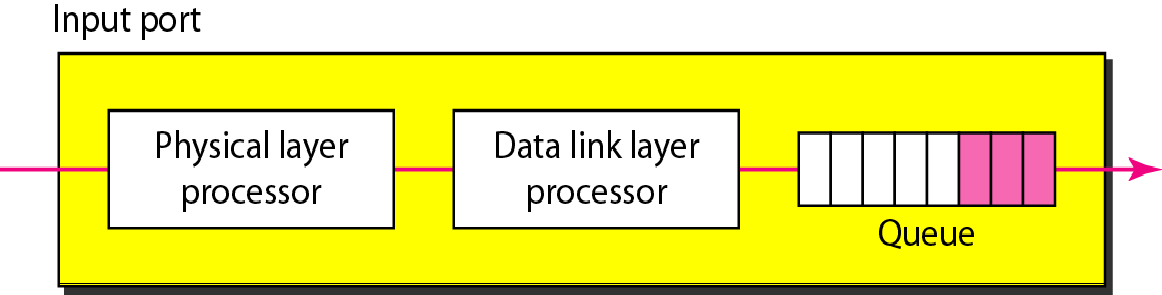 Input port
Physical layer
processor
Data link layer
processor
Queue